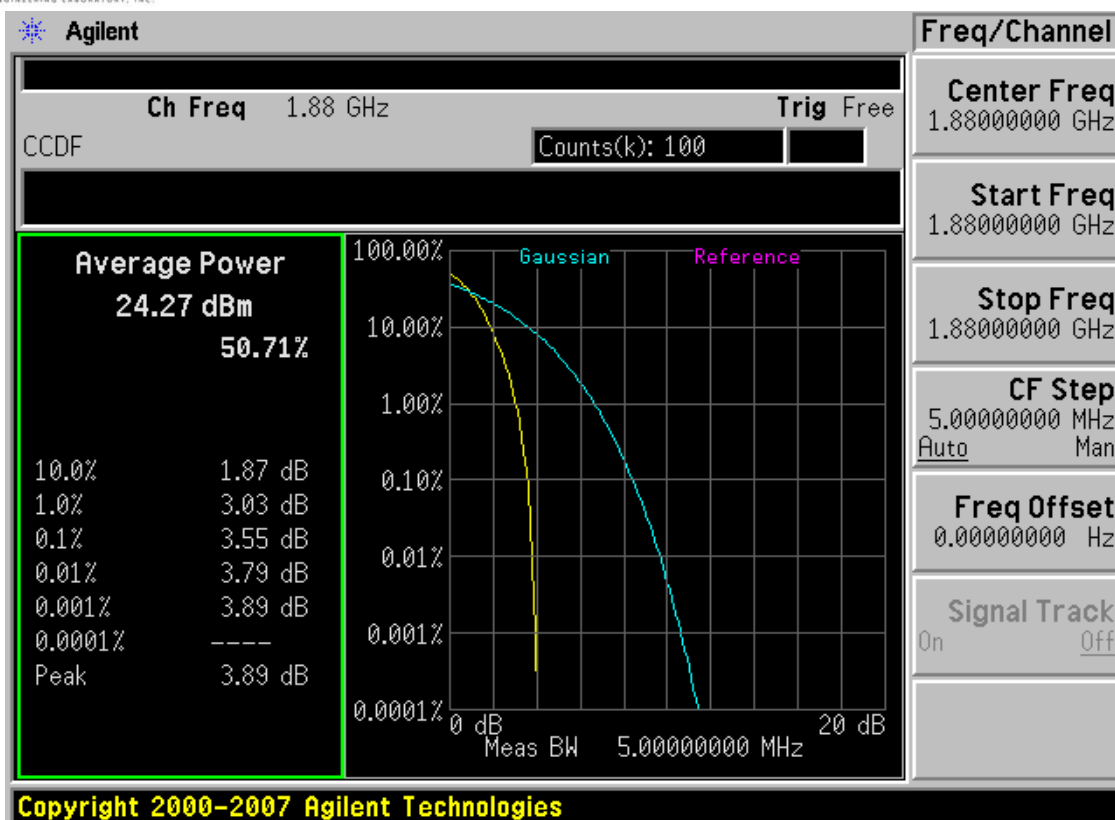 Agilent
Freq/Channel
Ch Freq 1.88 GHz Trig Free
CCDF Counts(k): 100
Average Power
24.27 dBm
50.71%
10.0% 1.87 dB
1.0% 3.03 dB
0.1% 3.55 dB
0.01% 3.79 dB
0.001% 3.89 dB
0.0001% ----
Peak 3.89 dB
Gaussian Reference
100.00%
10.00%
1.00%
0.10%
0.01%
0.001%
0.0001%
0 dB 20 dB
Meas BW 5.00000000 MHz
Center Freq
1.88000000 GHz
Start Freq
1.88000000 GHz
Stop Freq
1.88000000 GHz
CF Step
5.00000000 MHz
Auto Man
Freq Offset
0.00000000 Hz
Signal Track
On Off
Copyright 2000-2007 Agilent Technologies